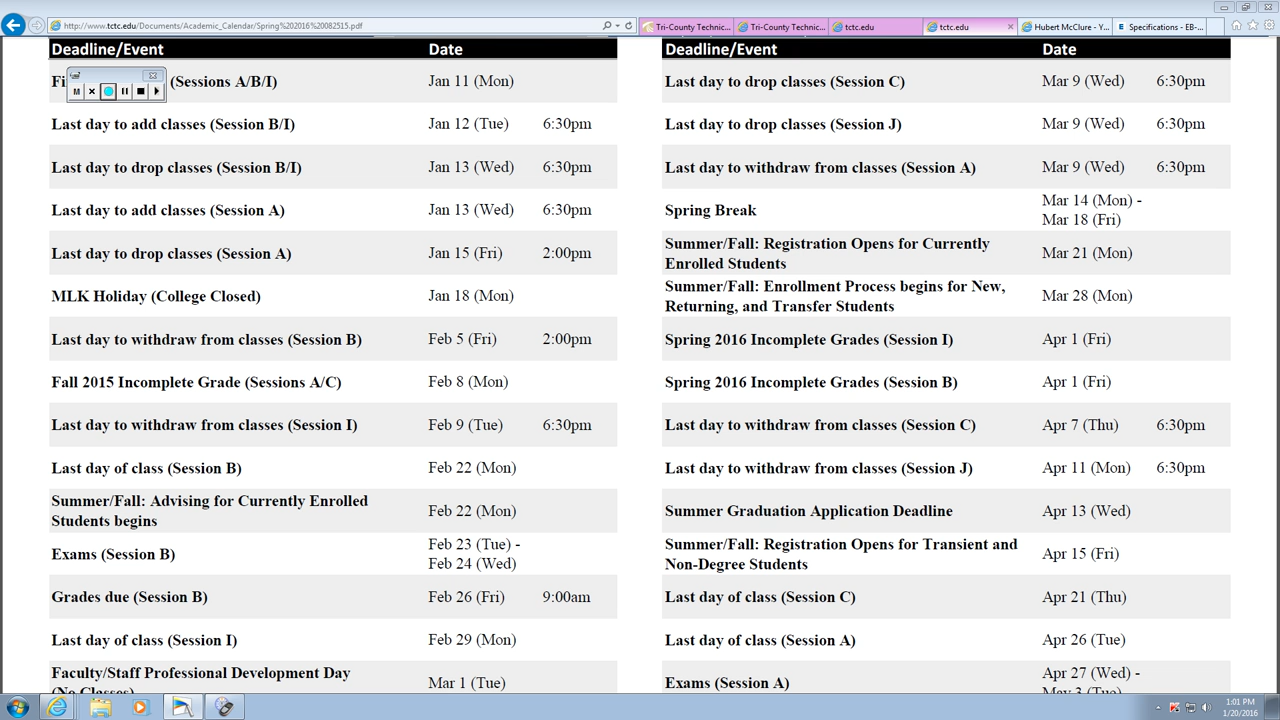 http://www.tctc.edu/Documents/Academic_Calendar/Spring%202016%20082515.pdf
Tri-County Technic...
Tri-County Technic...
tctc.edu
tctc.edu
Hubert McClure - Y...
Specifications - EB-...
Deadline/Event Date
Fi (Sessions A/B/I) Jan 11 (Mon)
M
Last day to add classes (Session B/I) Jan 12 (Tue) 6:30pm
Last day to drop classes (Session B/I) Jan 13 (Wed) 6:30pm
Last day to add classes (Session A) Jan 13 (Wed) 6:30pm
Last day to drop classes (Session A) Jan 15 (Fri) 2:00pm
MLK Holiday (College Closed) Jan 18 (Mon)
Last day to withdraw from classes (Session B) Feb 5 (Fri) 2:00pm
Fall 2015 Incomplete Grade (Sessions A/C) Feb 8 (Mon)
Last day to withdraw from classes (Session I) Feb 9 (Tue) 6:30pm
Last day of class (Session B) Feb 22 (Mon)
Summer/Fall: Advising for Currently Enrolled
Students begins Feb 22 (Mon)
Exams (Session B) Feb 23 (Tue) -
Feb 24 (Wed)
Grades due (Session B) Feb 26 (Fri) 9:00am
Last day of class (Session I) Feb 29 (Mon)
Faculty/Staff Professional Development Day
(No Classes) Mar 1 (Tue)
Deadline/Event Date
Last day to drop classes (Session C) Mar 9 (Wed) 6:30pm
Last day to drop classes (Session J) Mar 9 (Wed) 6:30pm
Last day to withdraw from classes (Session A) Mar 9 (Wed) 6:30pm
Spring Break Mar 14 (Mon) -
Mar 18 (Fri)
Summer/Fall: Registration Opens for Currently
Enrolled Students Mar 21 (Mon)
Summer/Fall: Enrollment Process begins for New,
Returning, and Transfer Students Mar 28 (Mon)
Spring 2016 Incomplete Grades (Session I) Apr 1 (Fri)
Spring 2016 Incomplete Grades (Session B) Apr 1 (Fri)
Last day to withdraw from classes (Session C) Apr 7 (Thu) 6:30pm
Last day to withdraw from classes (Session J) Apr 11 (Mon) 6:30pm
Summer Graduation Application Deadline Apr 13 (Wed)
Summer/Fall: Registration Opens for Transient and
Non-Degree Students Apr 15 (Fri)
Last day of class (Session C) Apr 21 (Thu)
Last day of class (Session A) Apr 26 (Tue)
Exams (Session A) Apr 27 (Wed) -
May 3 (Tue)
1:01 PM
1/20/2016